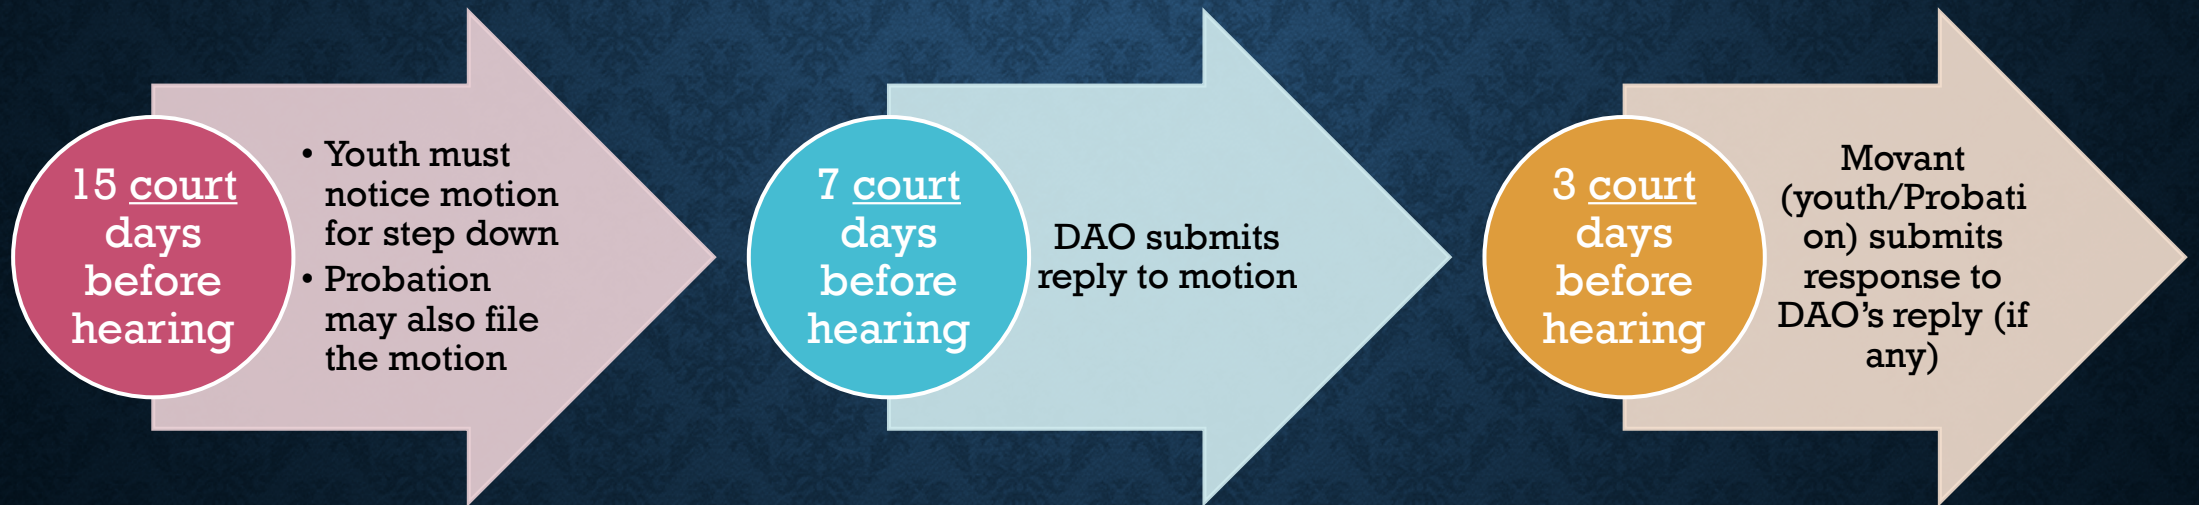 15 court
days
before
hearing
• Youth must
notice motion
for step down
• Probation
may also file
the motion
7 court
days
before
hearing
DAO submits
reply to motion
3 court
days
before
hearing
Movant
(youth/Probati
on) submits
response to
DAO’s reply (if
any)